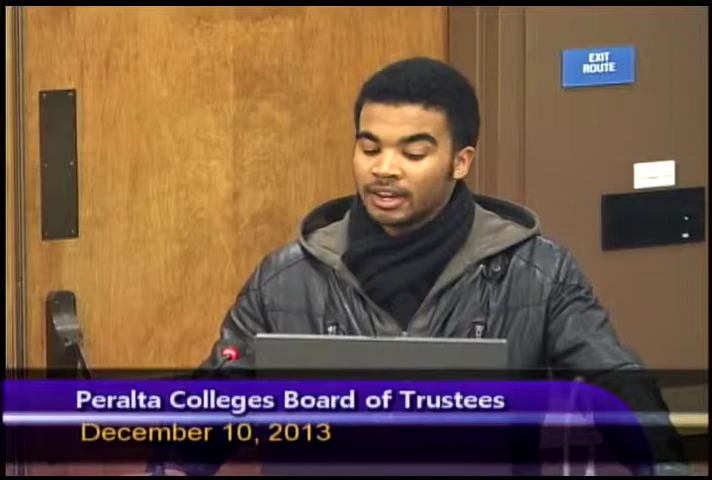 EXIT
ROUTE
Peralta Colleges Board of Trustees
December 10, 2013